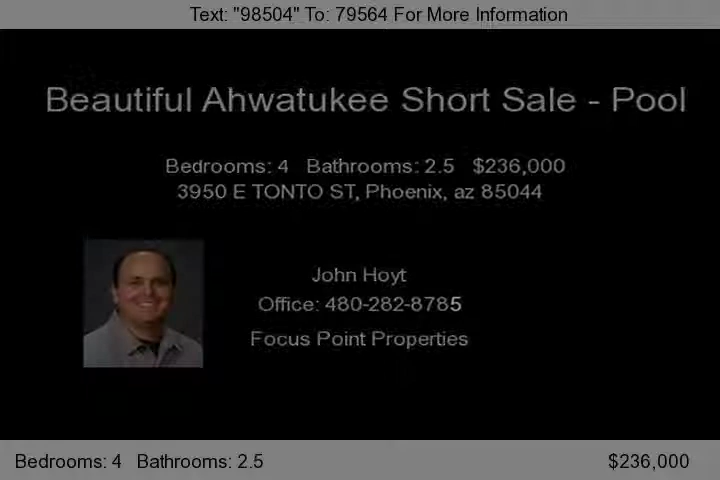 Text: "98504" To: 79564 For More Information
Beautiful Ahwatukee Short Sale - Pool
Bedrooms: 4 Bathrooms: 2.5 $236,000
3950 E TONTO ST, Phoenix, az 85044
John Hoyt
Office: 480-282-8785
Focus Point Properties
Bedrooms: 4 Bathrooms: 2.5 $236,000